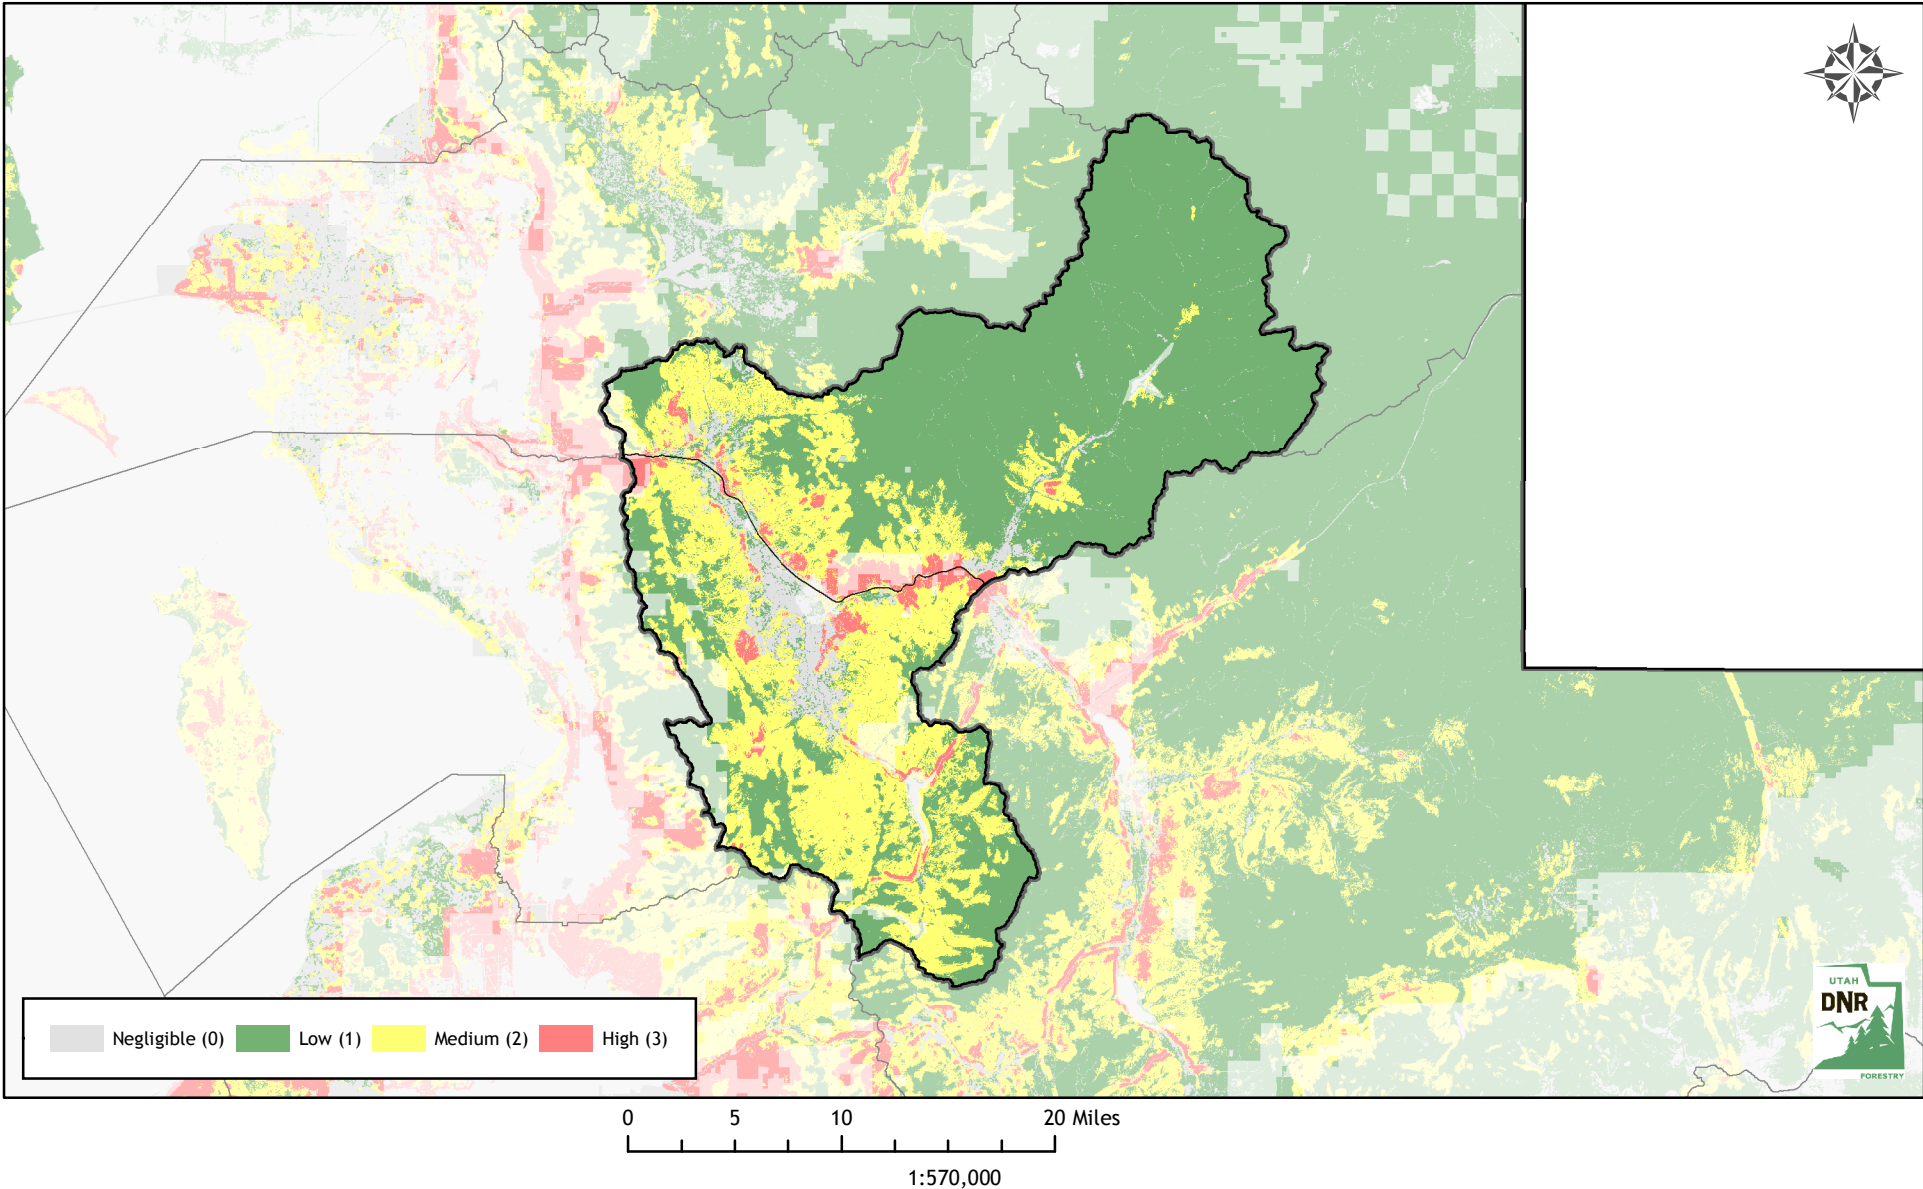 Negligible (0) Low (1) Medium (2) High (3)
UTAH
DNR
FORESTRY
0 5 10 20 Miles
1:570,000